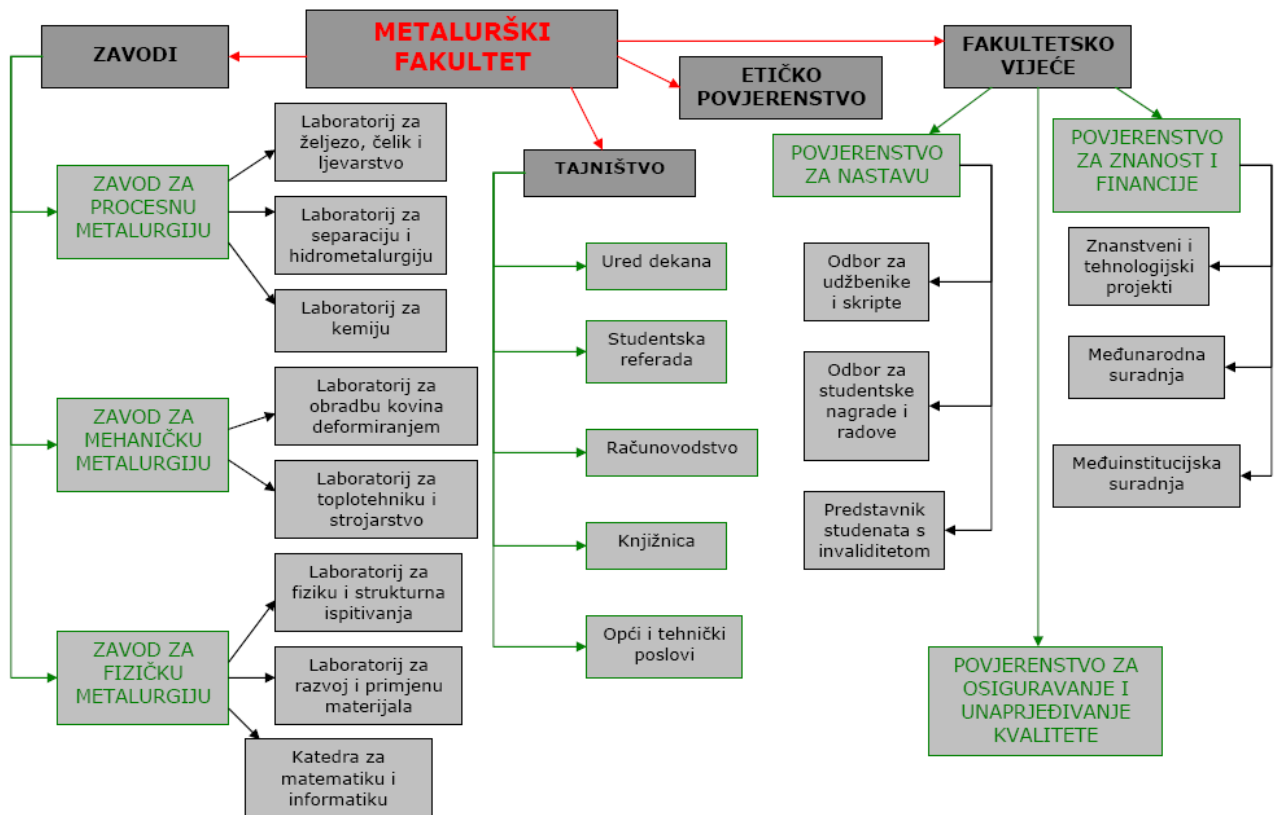 ZAVODI
METALURŠKI
FAKULTET
FAKULTETSKO
VIJEĆE
ETIČKO
POVJERENSTVO
TAJNIŠTVO
ZAVOD ZA
PROCESNU
METALURGIJU
Laboratorij za
željezo, čelik i
ljevarstvo
Laboratorij za
separaciju i
hidrometalurgiju
Laboratorij za
kemiju
ZAVOD ZA
MEHANIČKU
METALURGIJU
Laboratorij za
obradbu kovina
deformiranjem
Laboratorij za
toplotehniku i
strojarstvo
ZAVOD ZA
FIZIČKU
METALURGIJU
Laboratorij za
fiziku i strukturna
ispitivanja
Laboratorij za
razvoj i primjenu
materijala
Katedra za
matematiku i
informatiku
Ured dekana
Studentska
referada
Računovodstvo
Knjižnica
Opći i tehnički
poslovi
POVJERENSTVO
ZA NASTAVU
Odbor za
udžbenike
i skripte
Odbor za
studentske
nagrade i
radove
Predstavnik
studenata s
invaliditetom
POVJERENSTVO
ZA ZNANOST I
FINANCIJE
Znanstveni i
tehnologijski
projekti
Međunarodna
suradnja
Međuinstitucijska
suradnja
POVJERENSTVO ZA
OSIGURAVANJE I
UNAPRJEĐIVANJE
KVALITETE